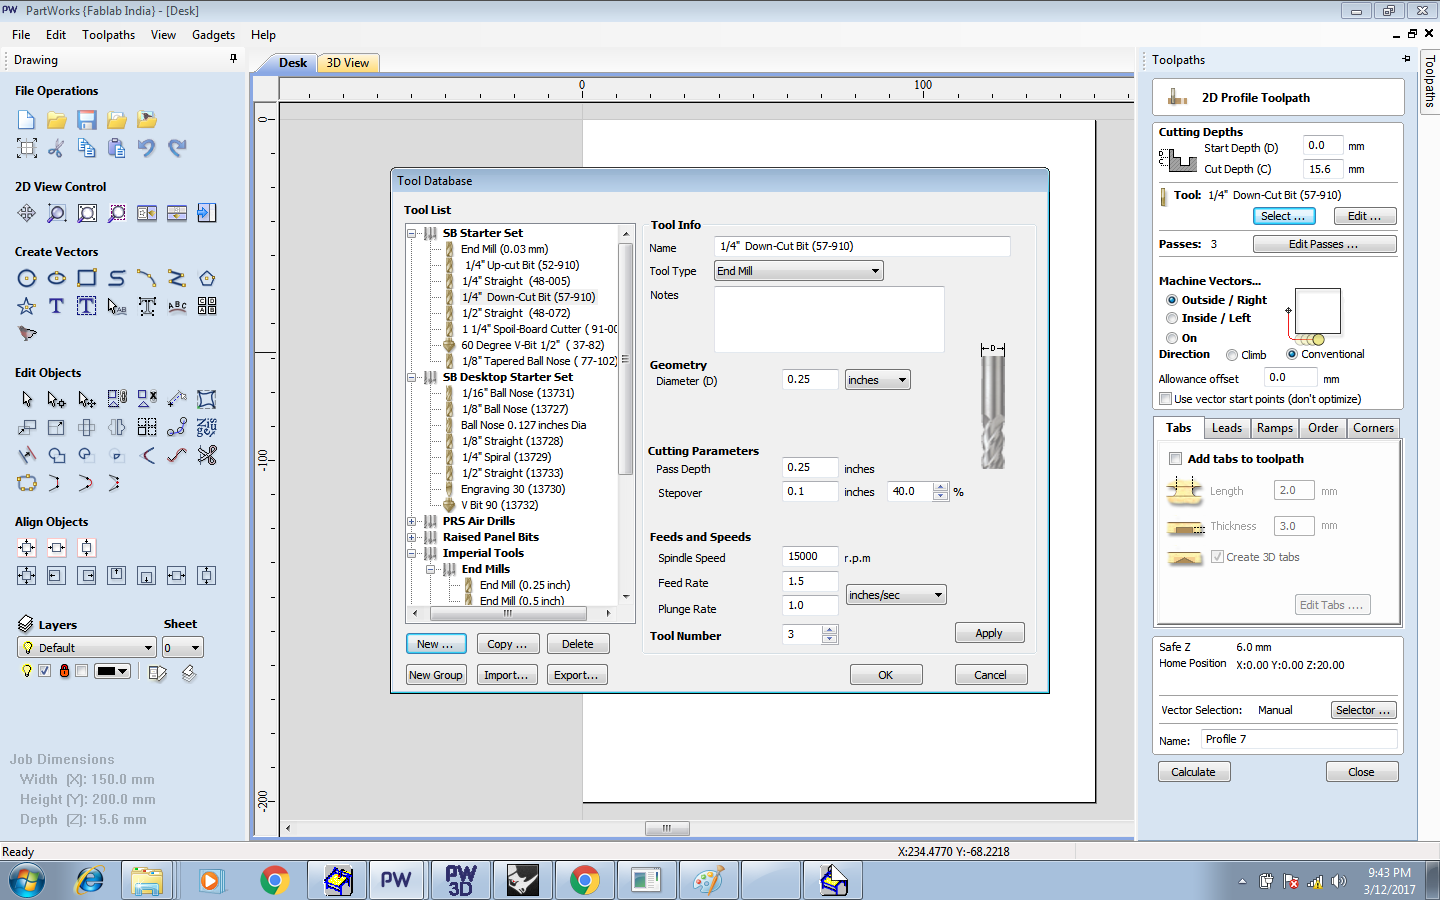 PW PartWorks {Fablab India} - [Desk]
File Edit Toolpaths View Gadgets Help
Drawing
File Operations
2D View Control
Create Vectors
Edit Objects
Align Objects
Layers Sheet
Default 0
Job Dimensions
Width (X): 150.0 mm
Height (Y): 200.0 mm
Depth (Z): 15.6 mm
Desk 3D View
0 100
0
-100
-200
Tool Database
Tool List
SB Starter Set
End Mill (0.03 mm)
1/4" Up-cut Bit (52-910)
1/4" Straight (48-005)
1/4" Down-Cut Bit (57-910)
1/2" Straight (48-072)
1 1/4" Spoil-Board Cutter ( 91-00
60 Degree V-Bit 1/2" ( 37-82)
1/8" Tapered Ball Nose ( 77-102)
SB Desktop Starter Set
1/16" Ball Nose (13731)
1/8" Ball Nose (13727)
Ball Nose 0.127 inches Dia
1/8" Straight (13728)
1/4" Spiral (13729)
1/2" Straight (13733)
Engraving 30 (13730)
V Bit 90 (13732)
PRS Air Drills
Raised Panel Bits
Imperial Tools
End Mills
End Mill (0.25 inch)
End Mill (0.5 inch)
New ... Copy ... Delete
New Group Import... Export...
Tool Info
Name 1/4" Down-Cut Bit (57-910)
Tool Type End Mill
Notes
D
Geometry
Diameter (D) 0.25 inches
Cutting Parameters
Pass Depth 0.25 inches
Stepover 0.1 inches 40.0 %
Feeds and Speeds
Spindle Speed 15000 r.p.m
Feed Rate 1.5
inches/sec
Plunge Rate 1.0
Tool Number 3 Apply
OK Cancel
Toolpaths
Toolpaths
2D Profile Toolpath
Cutting Depths
Start Depth (D) 0.0 mm
Cut Depth (C) 15.6 mm
Tool: 1/4" Down-Cut Bit (57-910)
Select ... Edit ...
Passes: 3 Edit Passes ...
Machine Vectors...
Outside / Right
Inside / Left
On
Direction Climb Conventional
Allowance offset 0.0 mm
Use vector start points (don't optimize)
Tabs Leads Ramps Order Corners
Add tabs to toolpath
Length 2.0 mm
Thickness 3.0 mm
Create 3D tabs
Edit Tabs ....
Safe Z 6.0 mm
Home Position X:0.00 Y:0.00 Z:20.00
Vector Selection: Manual Selector ...
Name: Profile 7
Calculate Close
Ready X:234.4770 Y:-68.2218
PW PW 3D
9:43 PM
3/12/2017